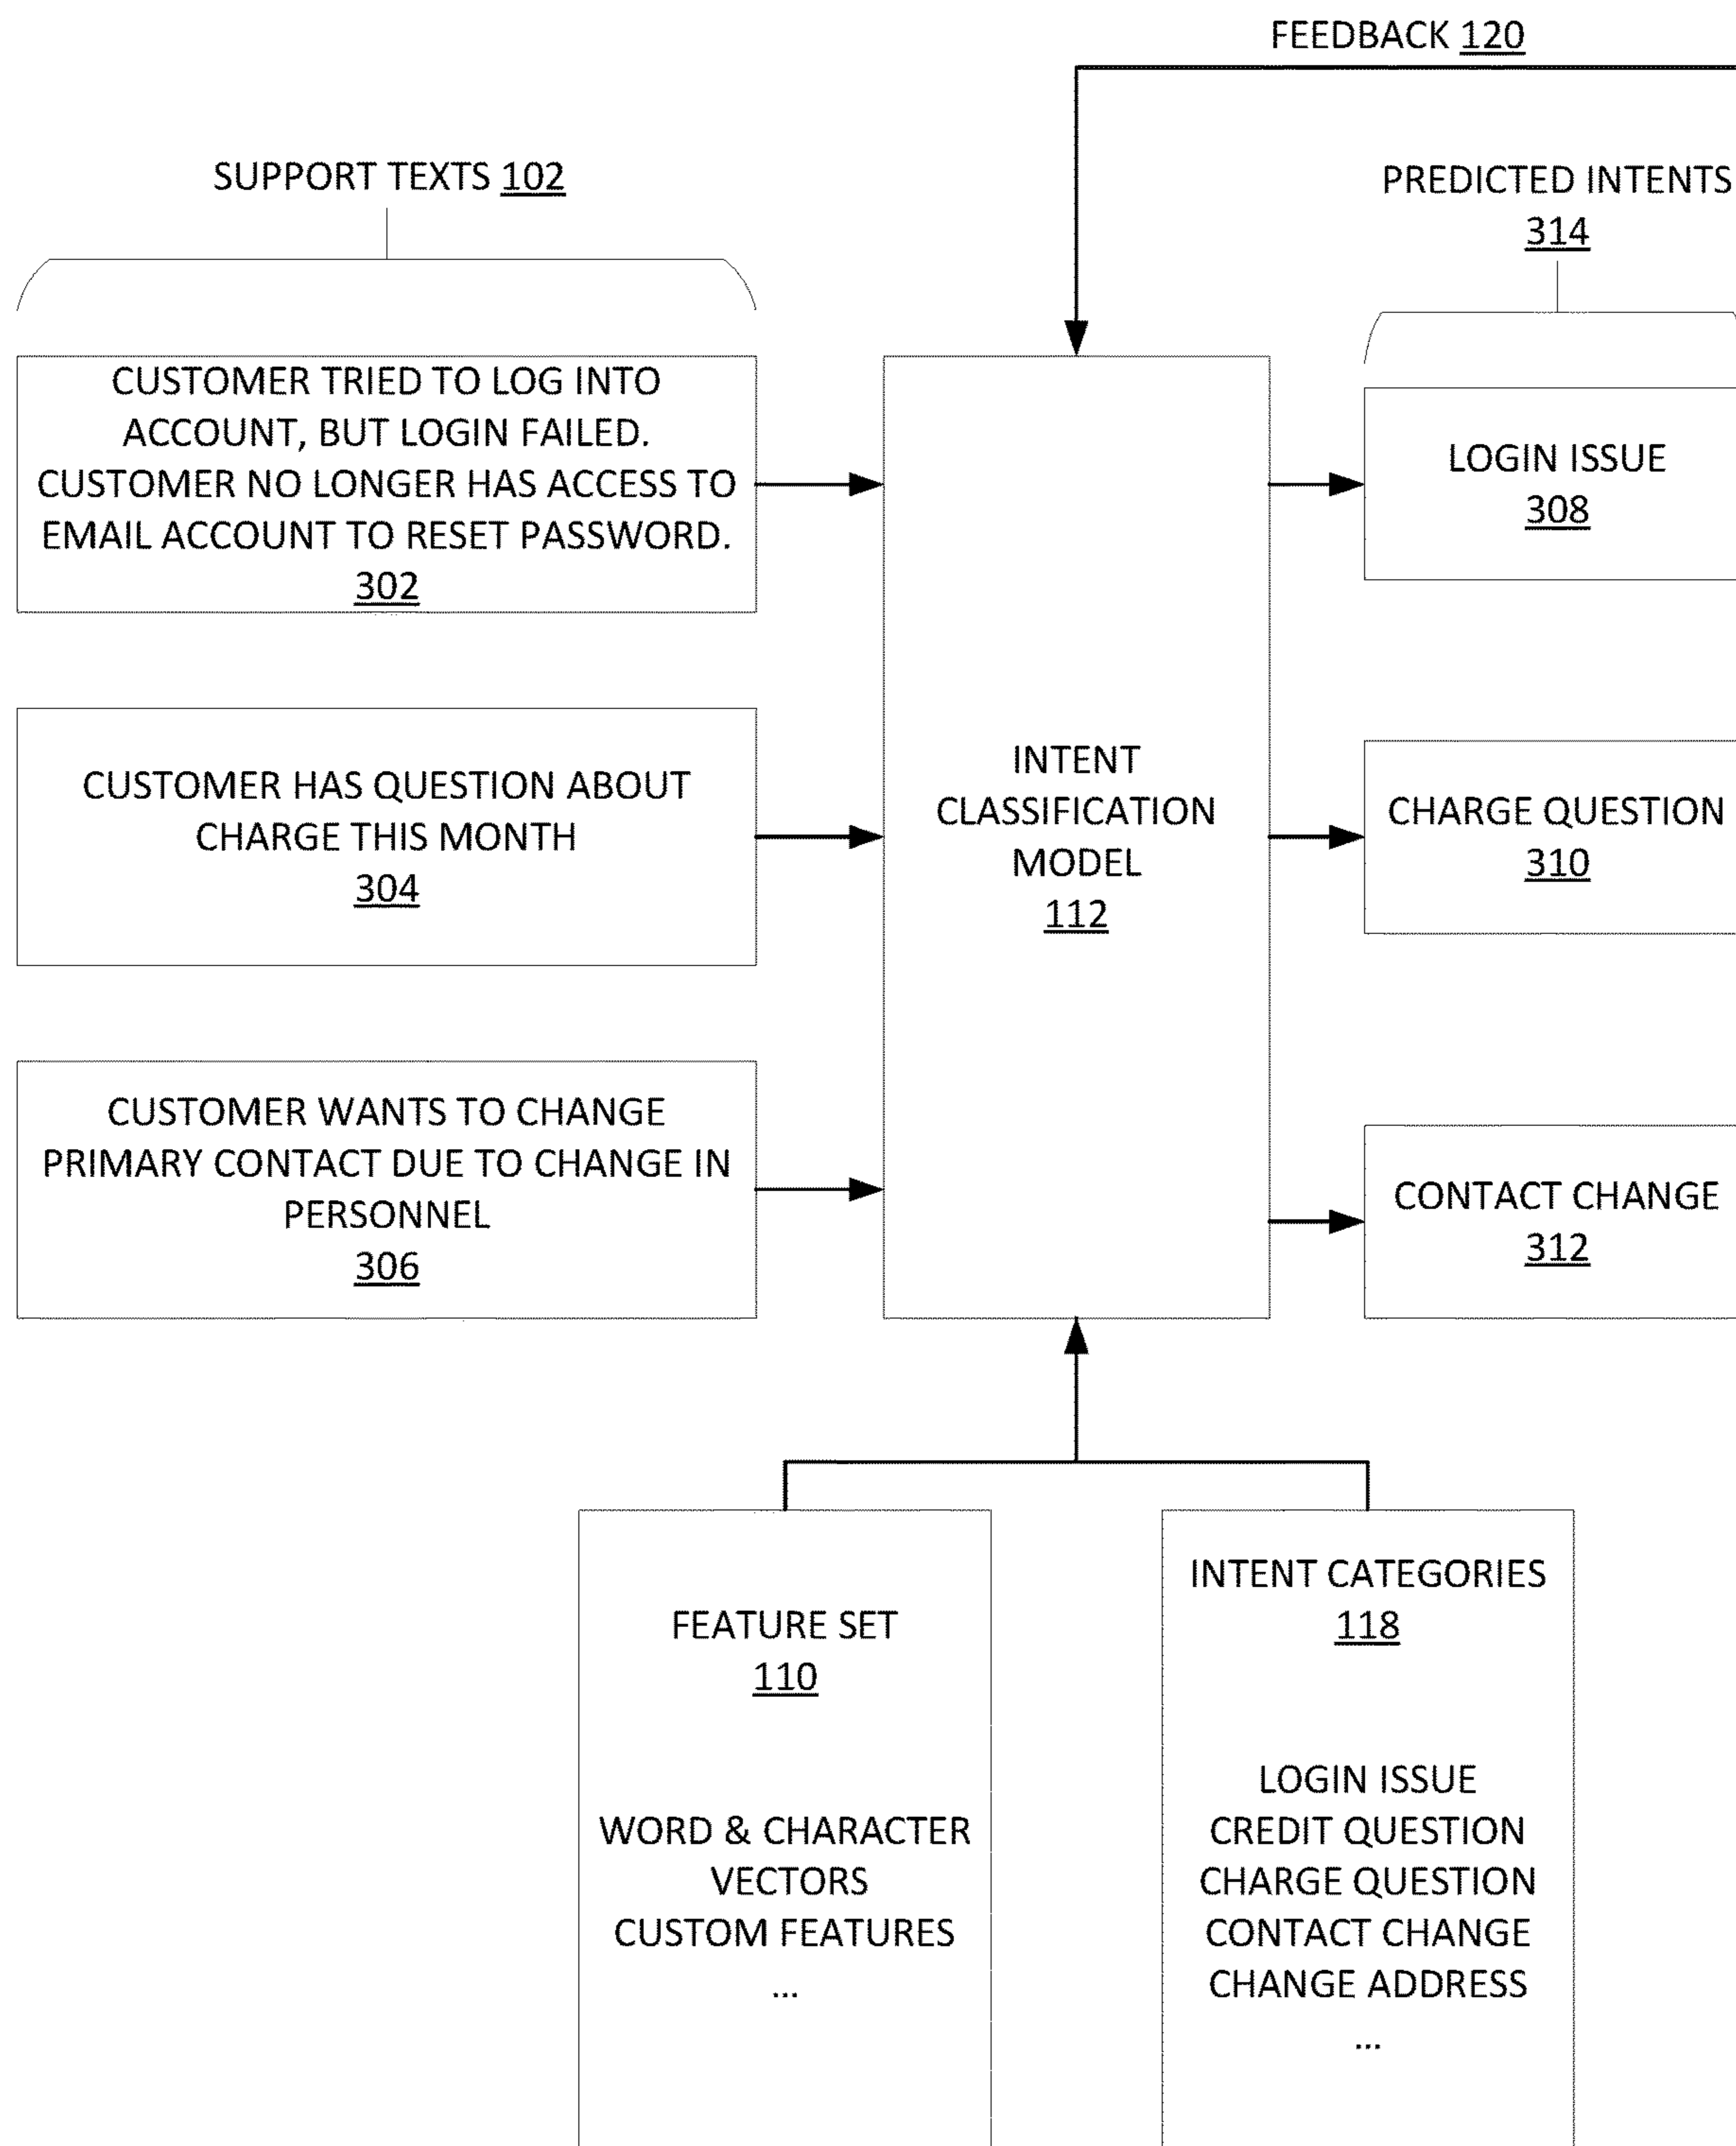 FEEDBACK 120
SUPPORT TEXTS 102
PREDICTED INTENTS
314
CUSTOMER TRIED TO LOG INTO
ACCOUNT, BUT LOGIN FAILED.
CUSTOMER NO LONGER HAS ACCESS TO
EMAIL ACCOUNT TO RESET PASSWORD.
302
CUSTOMER HAS QUESTION ABOUT
CHARGE THIS MONTH
304
CUSTOMER WANTS TO CHANGE
PRIMARY CONTACT DUE TO CHANGE IN
PERSONNEL
306
INTENT
CLASSIFICATION
MODEL
112
LOGIN ISSUE
308
CHARGE QUESTION
310
CONTACT CHANGE
312
FEATURE SET
110
WORD & CHARACTER
VECTORS
CUSTOM FEATURES
...
INTENT CATEGORIES
118
LOGIN ISSUE
CREDIT QUESTION
CHARGE QUESTION
CONTACT CHANGE
CHANGE ADDRESS
...